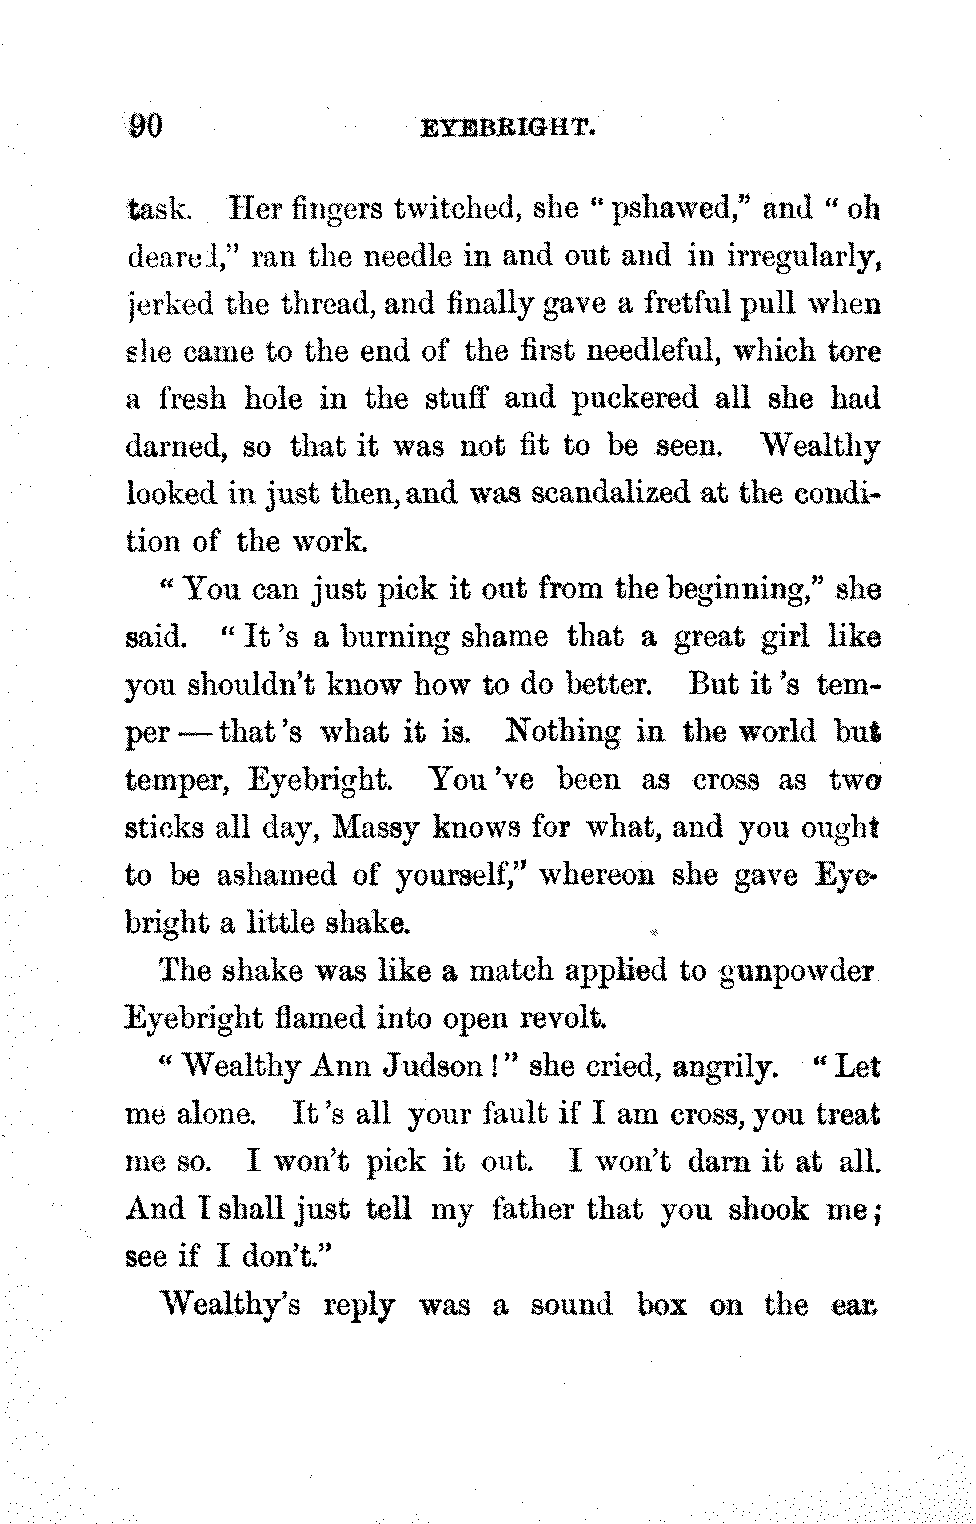 90 EYEBRIGHT.
task. Her fingers twitched, she " pshawed," and " oh
deared," ran the needle in and out and in irregularly,
jerked the thread, and finally gave a fretful pull when
she came to the end of the first needleful, which tore
a fresh hole in the stuff and puckered all she had
darned, so that it was not fit to be seen. Wealthy
looked in just then, and was scandalized at the condi-
tion of the work.
" You can just pick it out from the beginning," she
said. " It 's a burning shame that a great girl like
you shouldn't know how to do better. But it 's tem-
per — that 's what it is. Nothing in the world but
temper, Eyebright. You 've been as cross as two
sticks all day, Massy knows for what, and you ought
to be ashamed of yourself," whereon she gave Eye-
bright a little shake.
The shake was like a match applied to gunpowder
Eyebright flamed into open revolt.
" Wealthy Ann Judson ! " she cried, angrily. " Let
me alone. It 's all your fault if I am cross, you treat
me so. I won't pick it out. I won't darn it at all.
And I shall just tell my father that you shook me ;
see if I don't."
Wealthy's reply was a sound box on the ear.